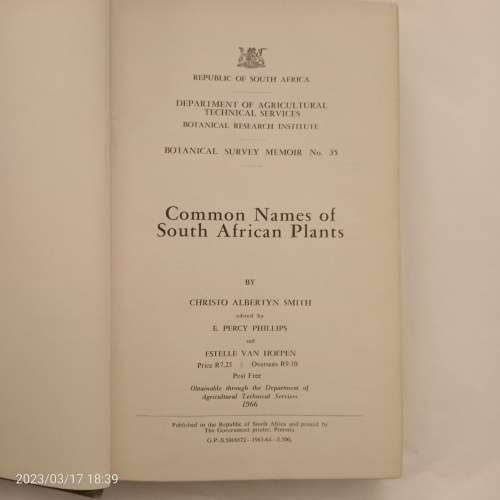 REPUBLIC OF SOUTH AFRICA
DEPARTMENT OF AGRICULTURAL
TECHNICAL SERVICES
BOTANICAL RESEARCH INSTITUTE
BOTANICAL SURVEY MEMOIR No. 35
Common Names of
South African Plants
BY
CHRISTO ALBERTYN SMITH
edited by
E. PERCY PHILLIPS
and
ESTELLE VAN HOEPEN
Price R7.25 : Overseas R9.10
Post Free
Obtainable through the Department of
Agricultural Technical Services
1966
Published in the Republic of South Africa and printed by
The Government printer, Pretoria
2023/03/17 18:39